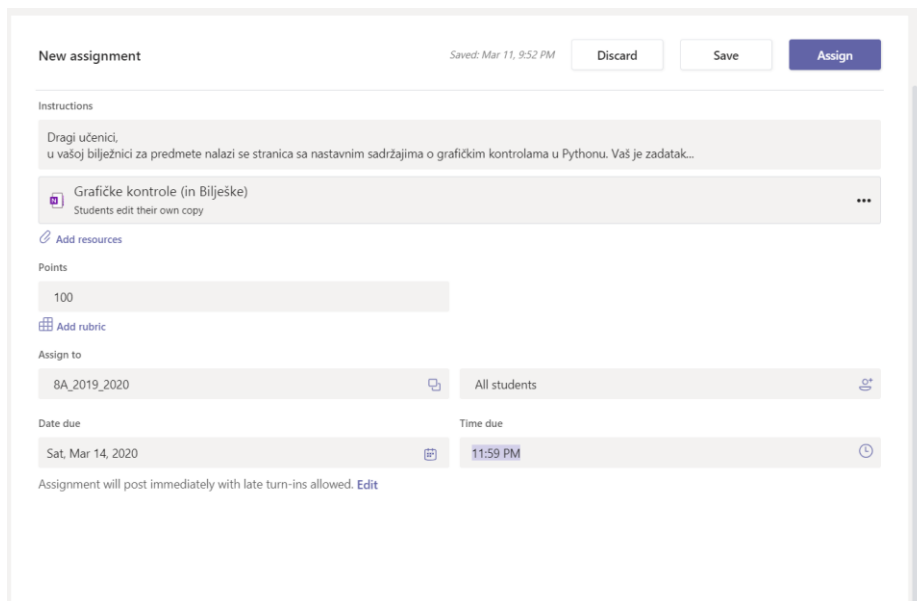 New assignment
Saved: Mar 11, 9:52 PM
Discard
Save
Assign
Instructions
Dragi učenici,
u vašoj bilježnici za predmete nalazi se stranica sa nastavnim sadržajima o grafičkim kontrolama u Pythonu. Vaš je zadatak...
Grafičke kontrole (in Bilješke)
Students edit their own copy
Add resources
Points
100
Add rubric
Assign to
8A_2019_2020
All students
Date due
Time due
Sat, Mar 14, 2020
11:59 PM
Assignment will post immediately with late turn-ins allowed. Edit